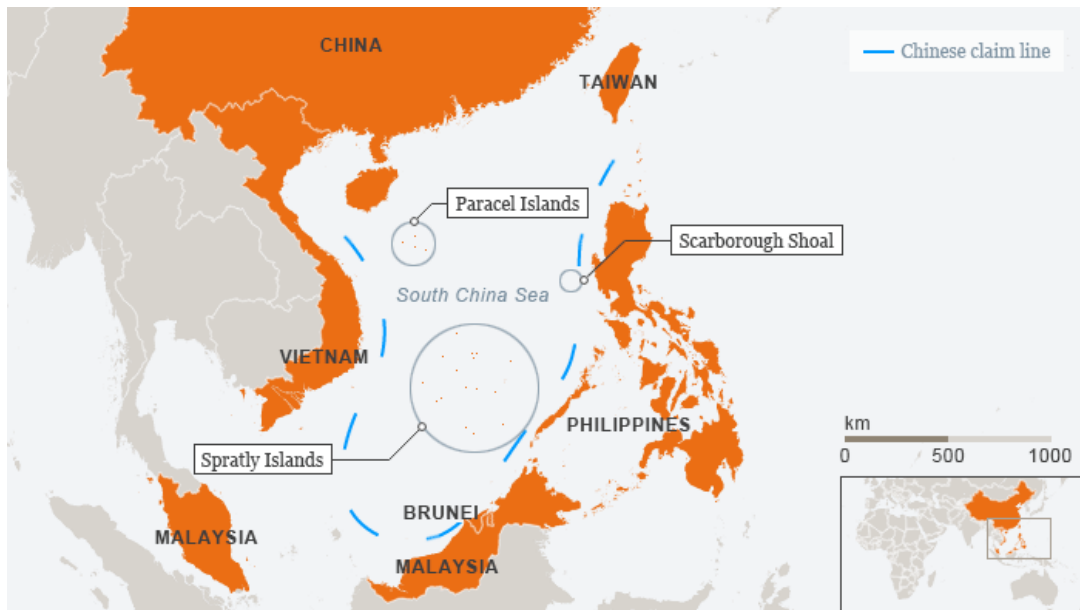 CHINA
Chinese claim line
TAIWAN
Paracel Islands
Scarborough Shoal
South China Sea
VIETNAM
PHILIPPINES
km
0 500 1000
Spratly Islands
BRUNEI
MALAYSIA
MALAYSIA